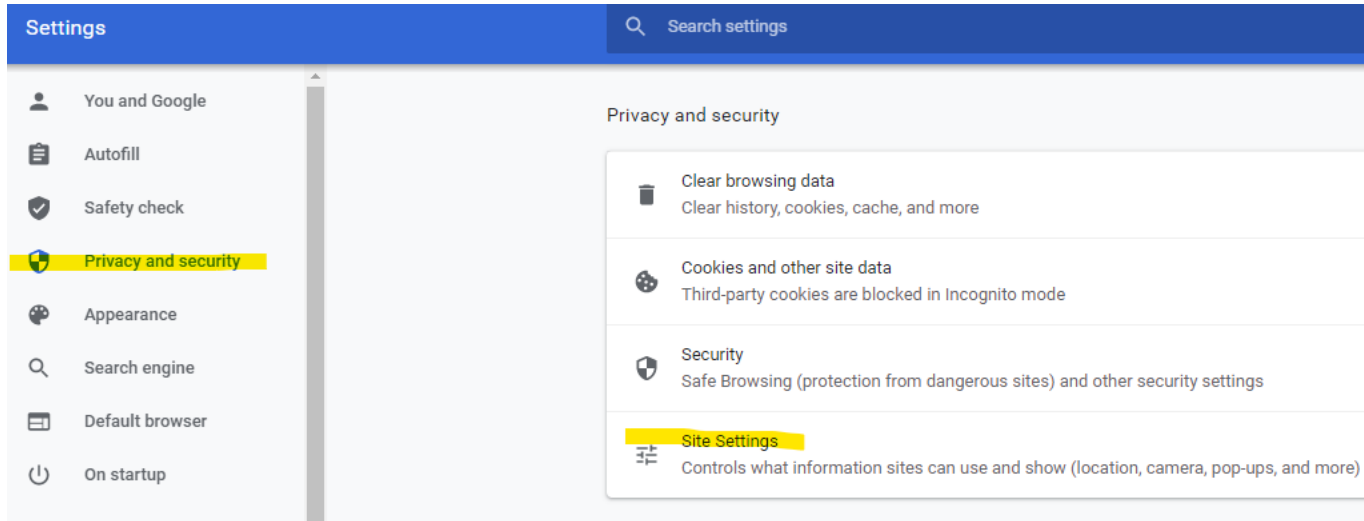 Settings
Search settings
You and Google
Autofill
Safety check
Privacy and security
Appearance
Search engine
Default browser
On startup
Privacy and security
Clear browsing data
Clear history, cookies, cache, and more
Cookies and other site data
Third-party cookies are blocked in Incognito mode
Security
Safe Browsing (protection from dangerous sites) and other security settings
Site Settings
Controls what information sites can use and show (location, camera, pop-ups, and more)